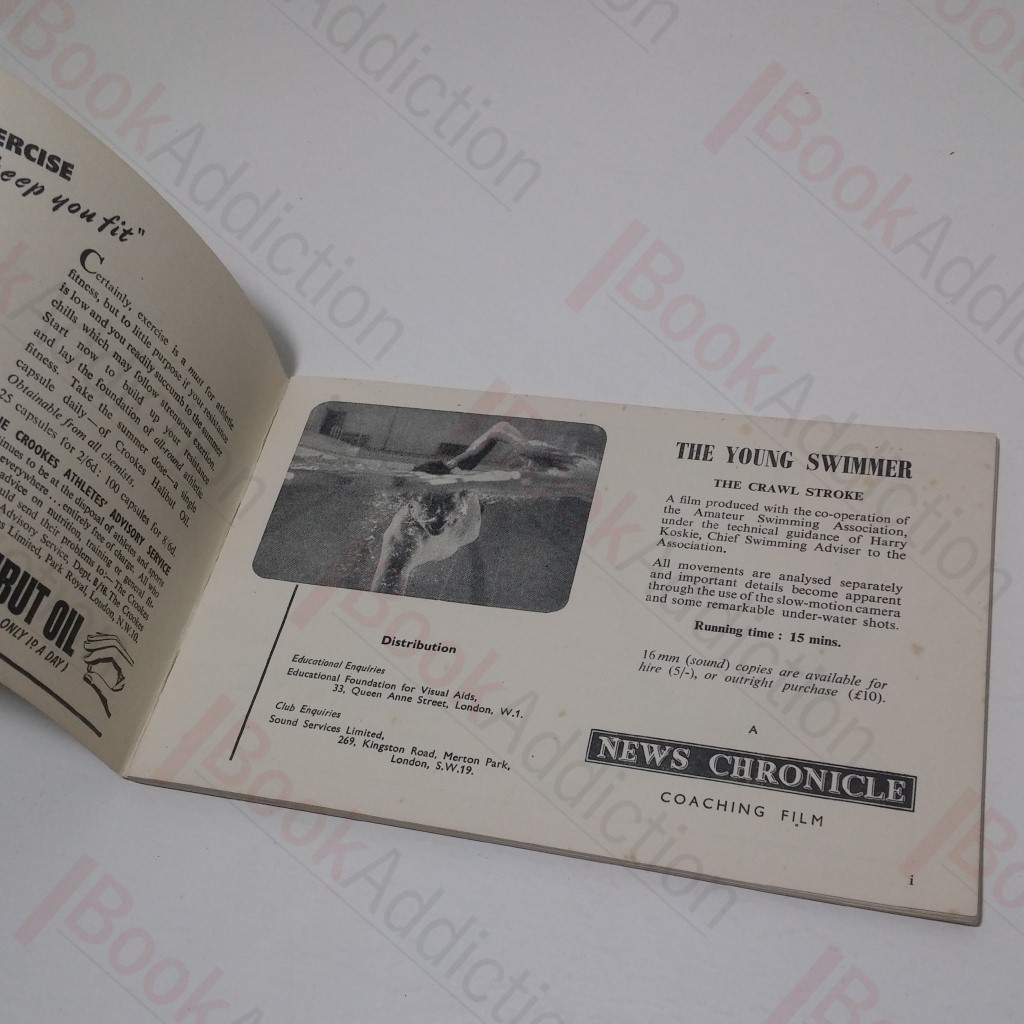 ERCISE
keep you fit"
Certainly, exercise is a must for athletic
fitness, but to little purpose if your resistance
is low and you readily succumb to the summer
chills which may follow strenuous exertion.
Start now to build up your resistance
and lay the foundation of all-round athletic
fitness. Take the summer dose—a single
capsule daily—of Crookes Halibut Oil.
Obtainable from all chemists.
25 capsules for 2/6d: 100 capsules for 8/6d.
THE CROOKES ATHLETES' ADVISORY SERVICE
inues to be at the disposal of athletes and sports
everywhere... entirely free of charge. All who
advice on nutrition, training or general fit-
uld send their problems to:—The Crookes
Advisory Service, Dept. The Crookes
es Limited, Park Royal, London, N.W.10.
BUT OIL
ONLY 1D A DAY)
THE YOUNG SWIMMER
THE CRAWL STROKE
A film produced with the co-operation of
the Amateur Swimming Association,
under the technical guidance of Harry
Koskie, Chief Swimming Adviser to the
Association.
All movements are analysed separately
and important details become apparent
through the use of the slow-motion camera
and some remarkable under-water shots.
Running time : 15 mins.
16mm (sound) copies are available for
hire (5/-), or outright purchase (£10).
A
NEWS CHRONICLE
COACHING FILM
i
Distribution
Educational Enquiries
Educational Foundation for Visual Aids,
33, Queen Anne Street, London, W.1.
Club Enquiries
Sound Services Limited,
269, Kingston Road, Merton Park,
London, S.W.19.
BookAddiction